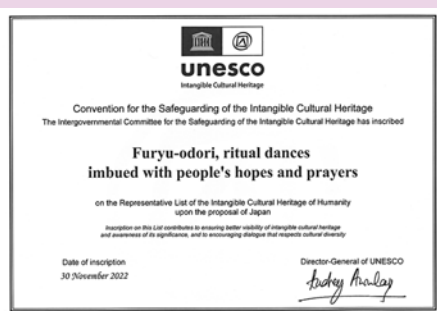 unesco
Intangible Cultural Heritage
Convention for the Safeguarding of the Intangible Cultural Heritage
The Intergovernmental Committee for the Safeguarding of the Intangible Cultural Heritage has inscribed
Furyu-odori, ritual dances
imbued with people's hopes and prayers
on the Representative List of the Intangible Cultural Heritage of Humanity
upon the proposal of Japan
Inscription on this List contributes to ensuring better visibility of intangible cultural heritage
and awareness of its significance, and to encouraging dialogue that respects cultural diversity
Date of inscription
30 November 2022
Director-General of UNESCO